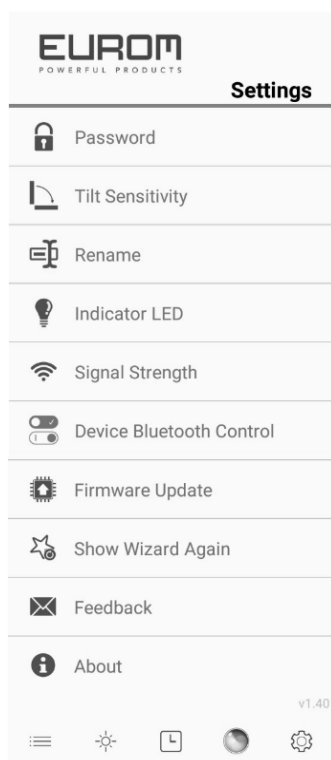 EUROM
POWERFUL PRODUCTS
Settings
Password
Tilt Sensitivity
Rename
Indicator LED
Signal Strength
Device Bluetooth Control
Firmware Update
Show Wizard Again
Feedback
About
v1.40